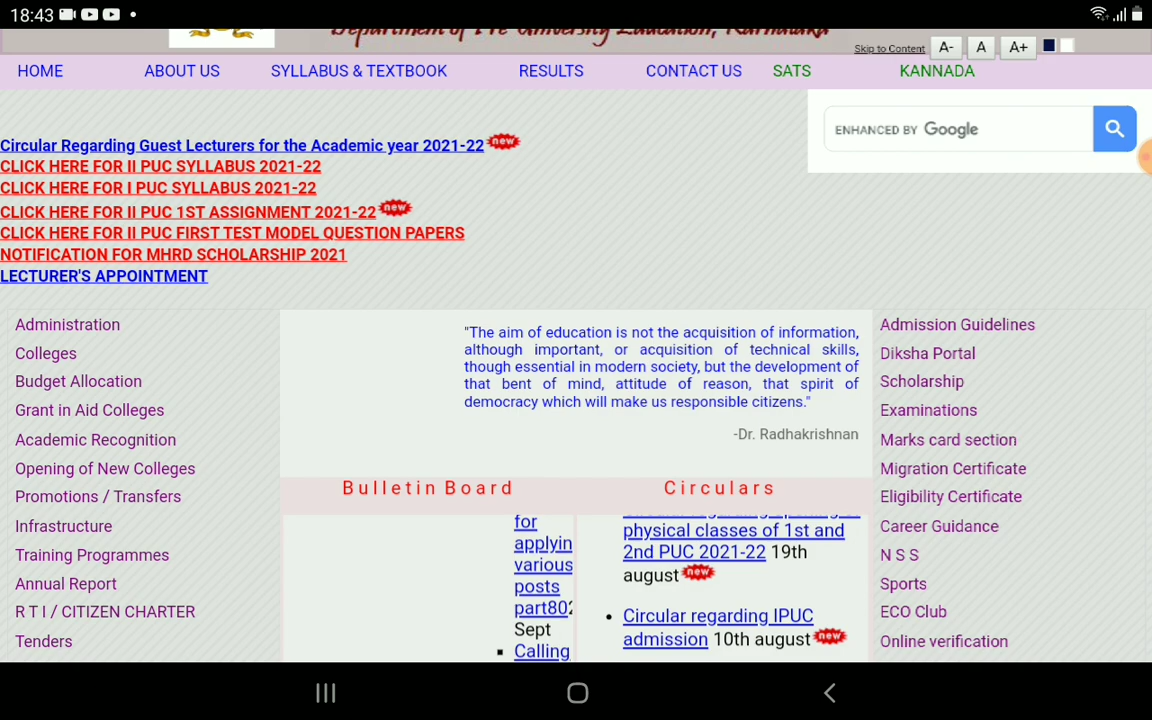 18:43
Department of Pre-University Education, Karnataka
Skip to Content A- A A+
HOME ABOUT US SYLLABUS & TEXTBOOK RESULTS CONTACT US SATS KANNADA
ENHANCED BY Google
Circular Regarding Guest Lecturers for the Academic year 2021-22 new
CLICK HERE FOR II PUC SYLLABUS 2021-22
CLICK HERE FOR I PUC SYLLABUS 2021-22
CLICK HERE FOR II PUC 1ST ASSIGNMENT 2021-22 new
CLICK HERE FOR II PUC FIRST TEST MODEL QUESTION PAPERS
NOTIFICATION FOR MHRD SCHOLARSHIP 2021
LECTURER'S APPOINTMENT
Administration
Colleges
Budget Allocation
Grant in Aid Colleges
Academic Recognition
Opening of New Colleges
Promotions / Transfers
Infrastructure
Training Programmes
Annual Report
R T I / CITIZEN CHARTER
Tenders
"The aim of education is not the acquisition of information,
although important, or acquisition of technical skills,
though essential in modern society, but the development of
that bent of mind, attitude of reason, that spirit of
democracy which will make us responsible citizens."
-Dr. Radhakrishnan
Bulletin Board
for
applyin
various
posts
part802
Sept
Calling
Circulars
physical classes of 1st and
2nd PUC 2021-22 19th
august new
Circular regarding IPUC
admission 10th august new
Admission Guidelines
Diksha Portal
Scholarship
Examinations
Marks card section
Migration Certificate
Eligibility Certificate
Career Guidance
N S S
Sports
ECO Club
Online verification